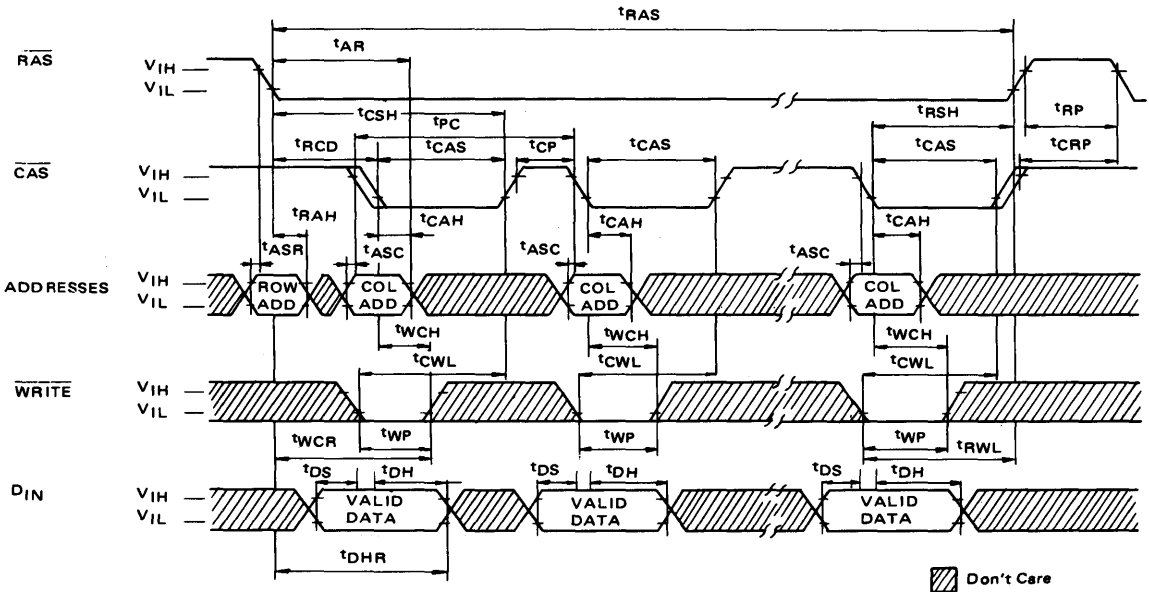 tRAS
tAR
RAS
VIH
VIL
tCSH
tPC
tRSH
tRP
tRCD
tCAS
tCP
tCAS
tCAS
tCRP
CAS
VIH
VIL
tRAH
tCAH
tCAH
tCAH
tASR
tASC
tASC
tASC
ADDRESSES
VIH
VIL
ROW ADD
COL ADD
COL ADD
COL ADD
tWCH
tWCH
tWCH
tCWL
tCWL
tCWL
WRITE
VIH
VIL
tWCR
tWP
tWP
tWP
tRWL
tDS
tDH
tDS
tDH
tDS
tDH
DIN
VIH
VIL
VALID DATA
VALID DATA
VALID DATA
tDHR
Don't Care